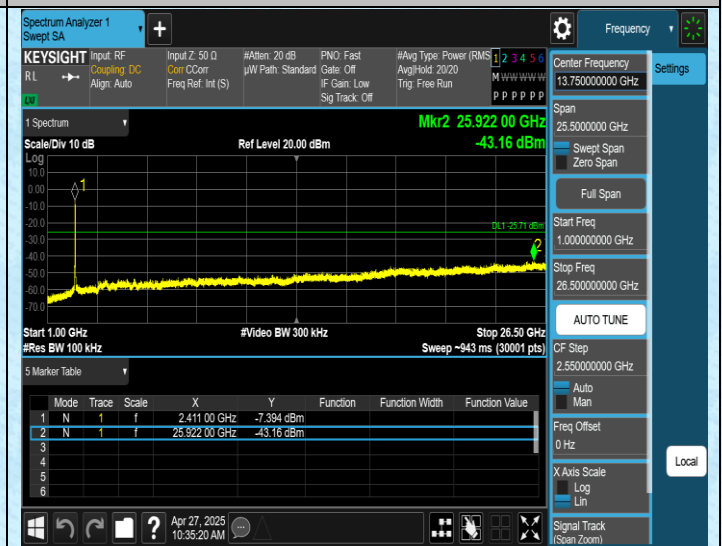 Spectrum Analyzer 1
Swept SA
+
Frequency
KEYSIGHT
RL
LXI
Input: RF
Coupling: DC
Align: Auto
Input Z: 50 Ω
Corr CCorr
Freq Ref: Int (S)
#Atten: 20 dB
µW Path: Standard
PNO: Fast
Gate: Off
IF Gain: Low
Sig Track: Off
#Avg Type: Power (RMS
Avg|Hold: 20/20
Trig: Free Run
1 2 3 4 5 6
M W W W W W
P P P P P P
Center Frequency
13.750000000 GHz
Settings
Span
25.5000000 GHz
Swept Span
Zero Span
Full Span
Start Freq
1.000000000 GHz
Stop Freq
26.500000000 GHz
AUTO TUNE
CF Step
2.550000000 GHz
Auto
Man
Freq Offset
0 Hz
X Axis Scale
Log
Lin
Signal Track
(Span Zoom)
Local
1 Spectrum
Mkr2 25.922 00 GHz
Scale/Div 10 dB
Ref Level 20.00 dBm
-43.16 dBm
Log
10.0
0.00
-10.0
-20.0
-30.0
-40.0
-50.0
-60.0
-70.0
1
DL1 -25.71 dBm
2
Start 1.00 GHz
#Video BW 300 kHz
Stop 26.50 GHz
#Res BW 100 kHz
Sweep ~943 ms (30001 pts)
5 Marker Table
Mode Trace Scale X Y Function Function Width Function Value
1 N 1 f 2.411 00 GHz -7.394 dBm
2 N 1 f 25.922 00 GHz -43.16 dBm
3
4
5
6
?
Apr 27, 2025
10:35:20 AM